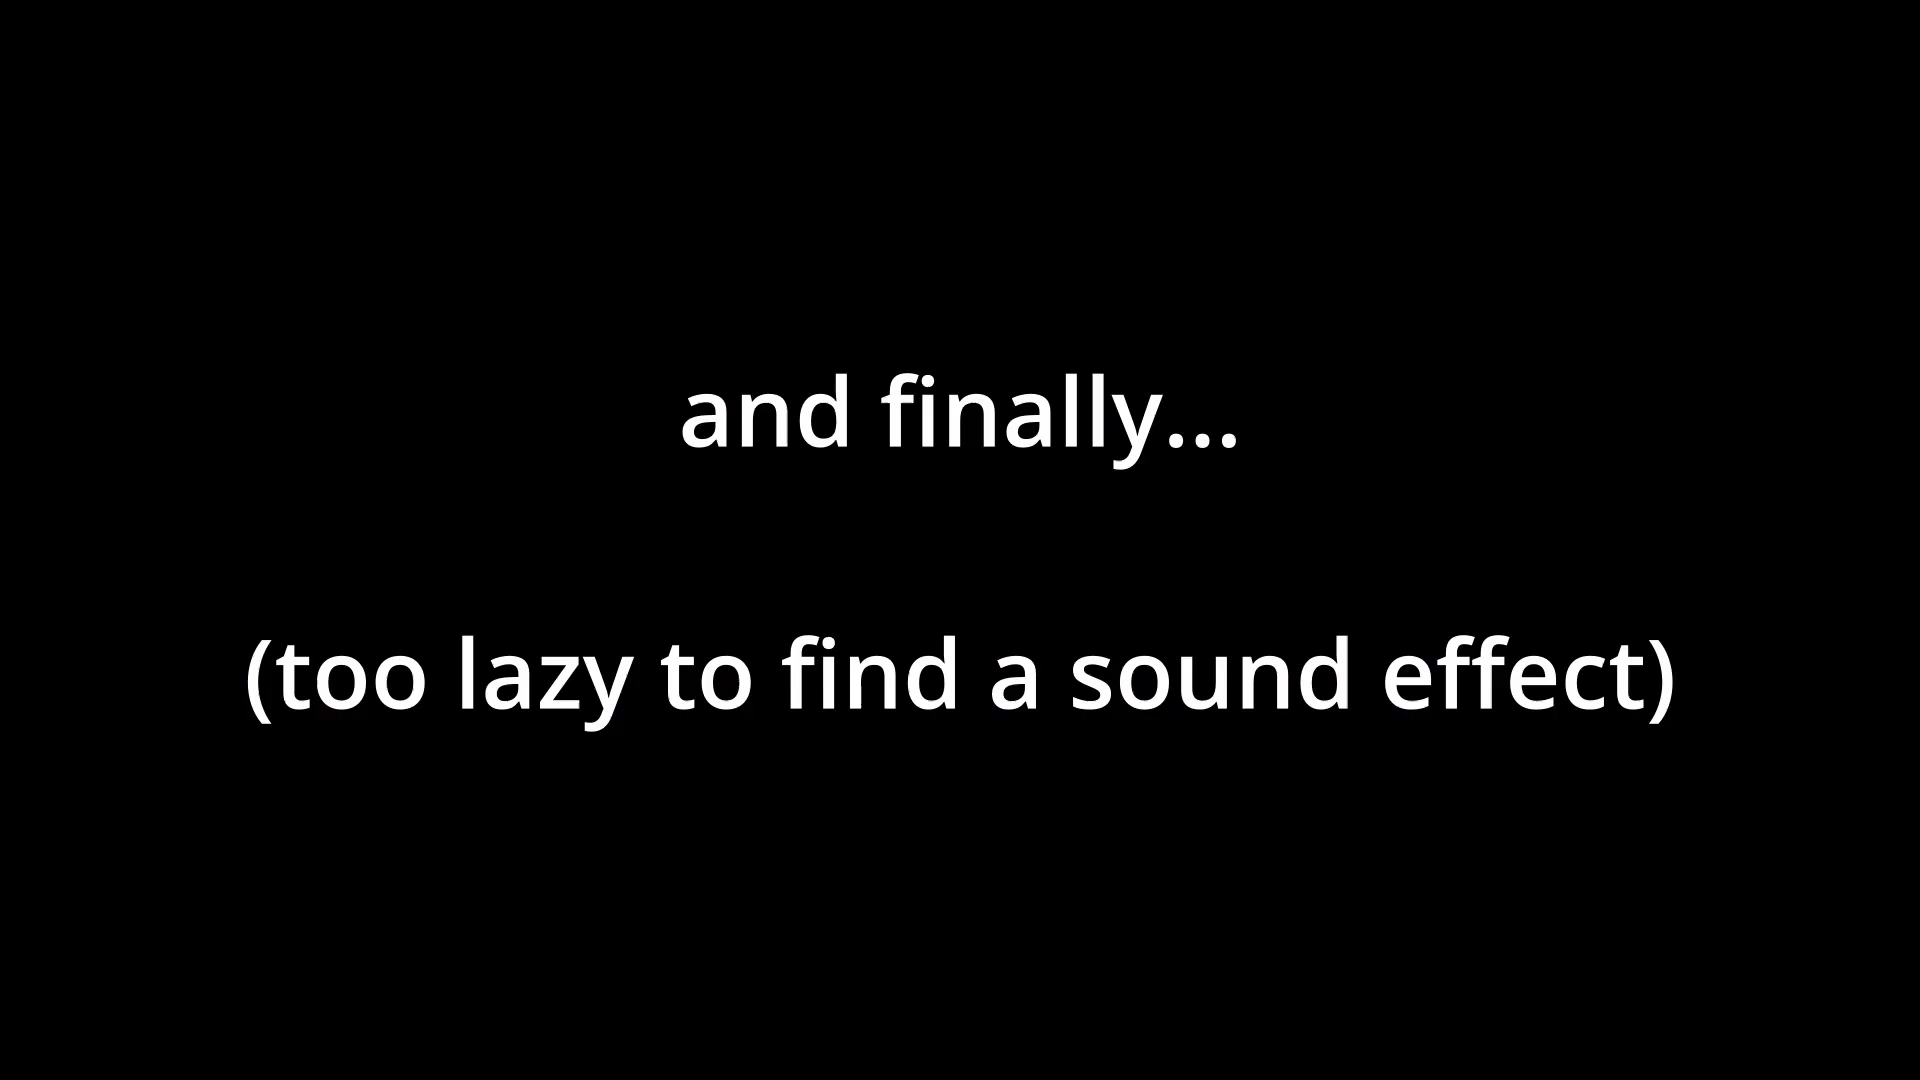 and finally...
(too lazy to find a sound effect)